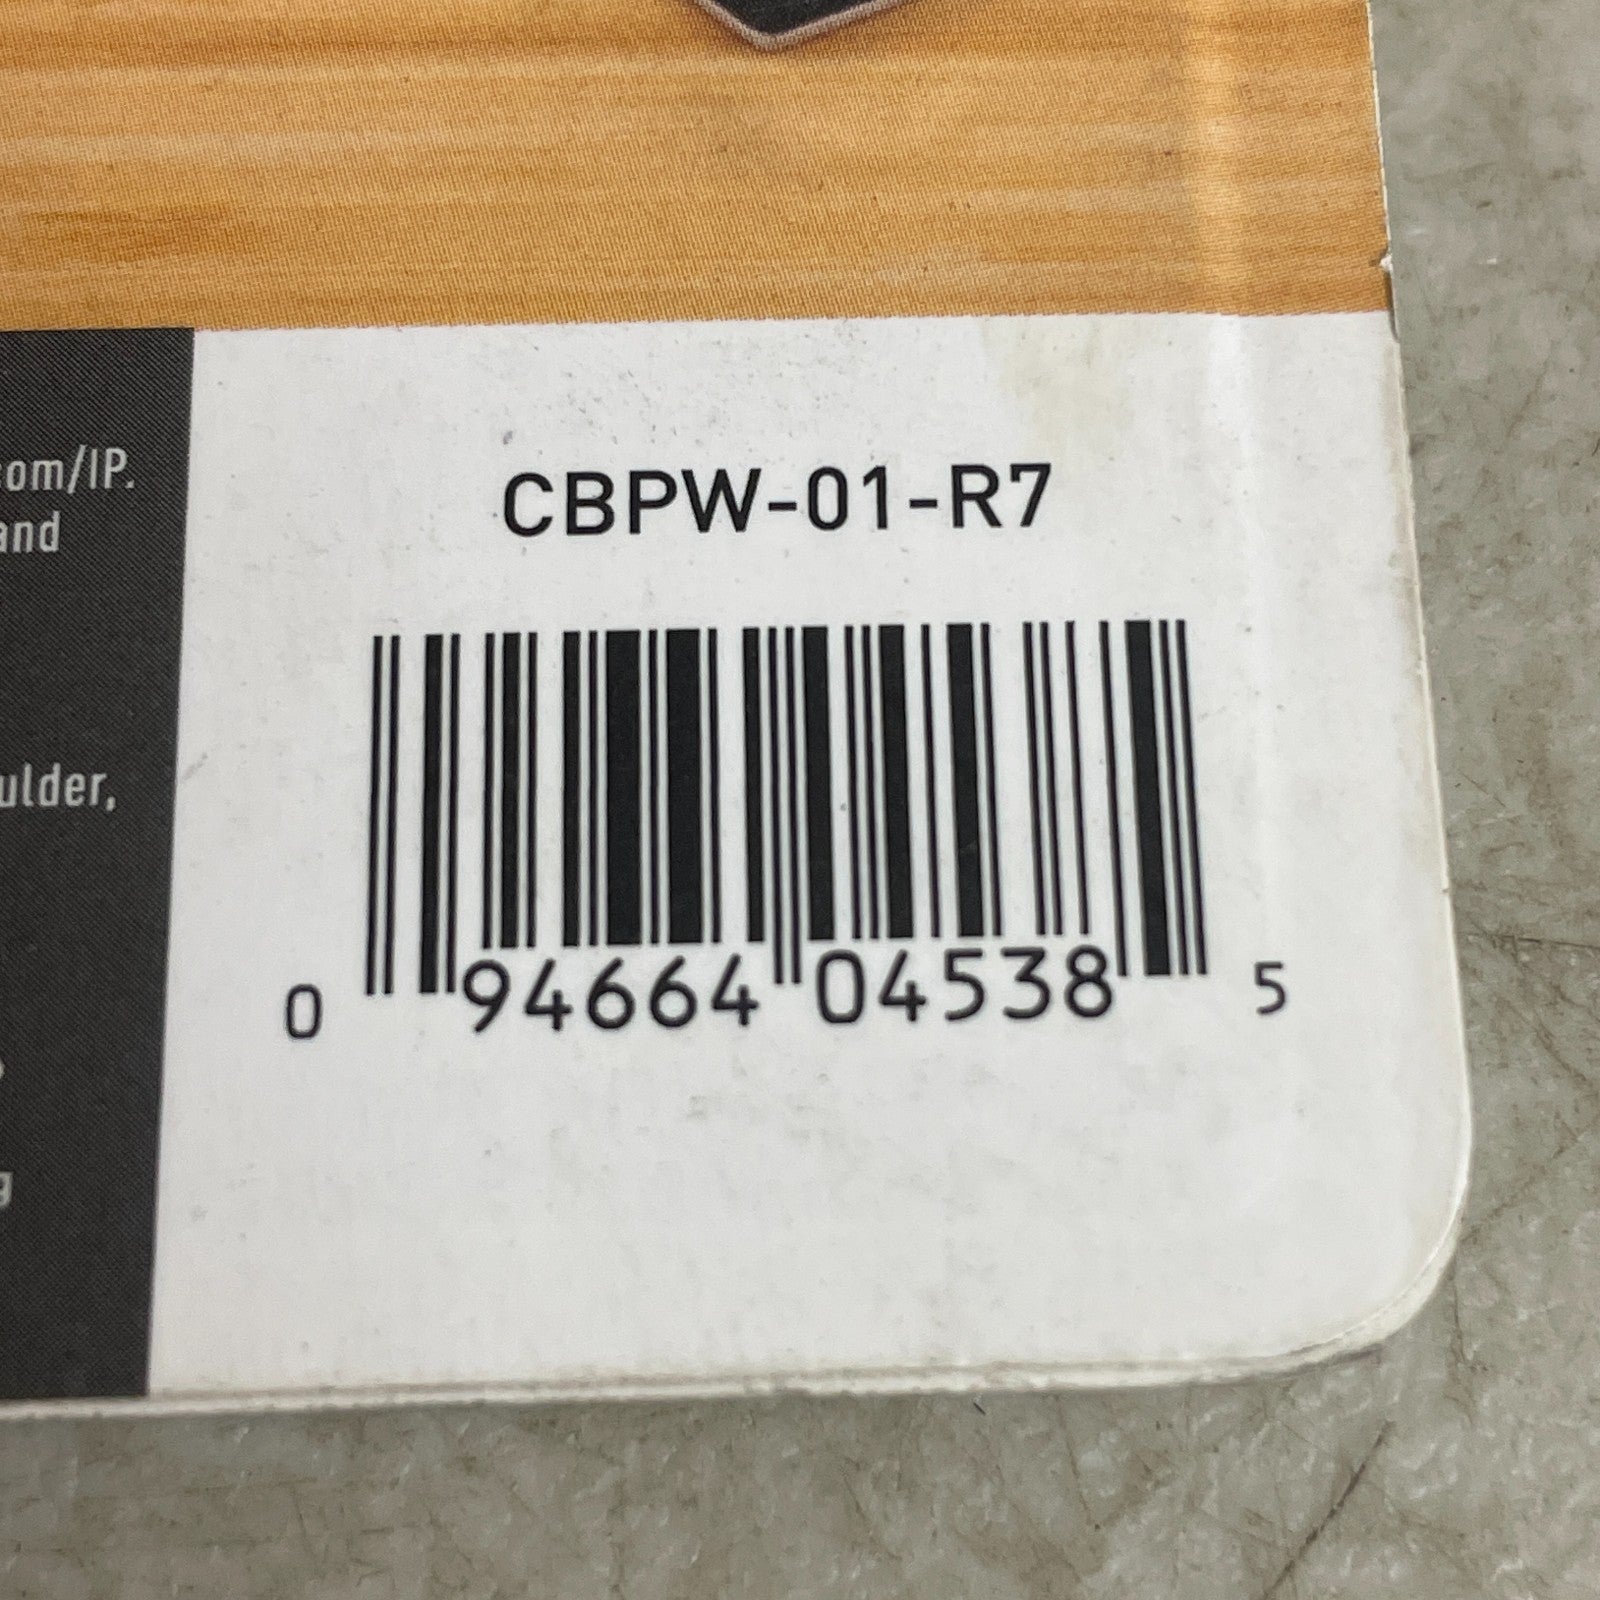 com/IP.
and
CBPW-01-R7
ulder,
0 94664 04538 5
g